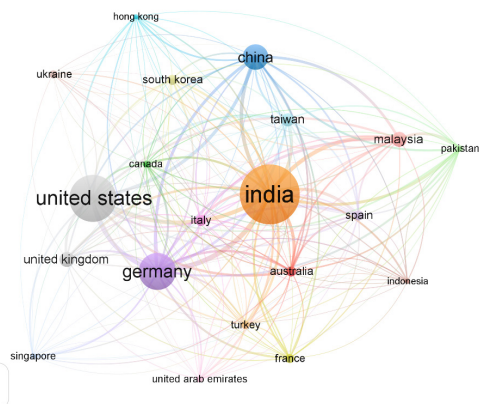 hong kong
china
ukraine
south korea
taiwan
malaysia
pakistan
canada
united states
india
italy
spain
united kingdom
germany
australia
indonesia
turkey
singapore
france
united arab emirates